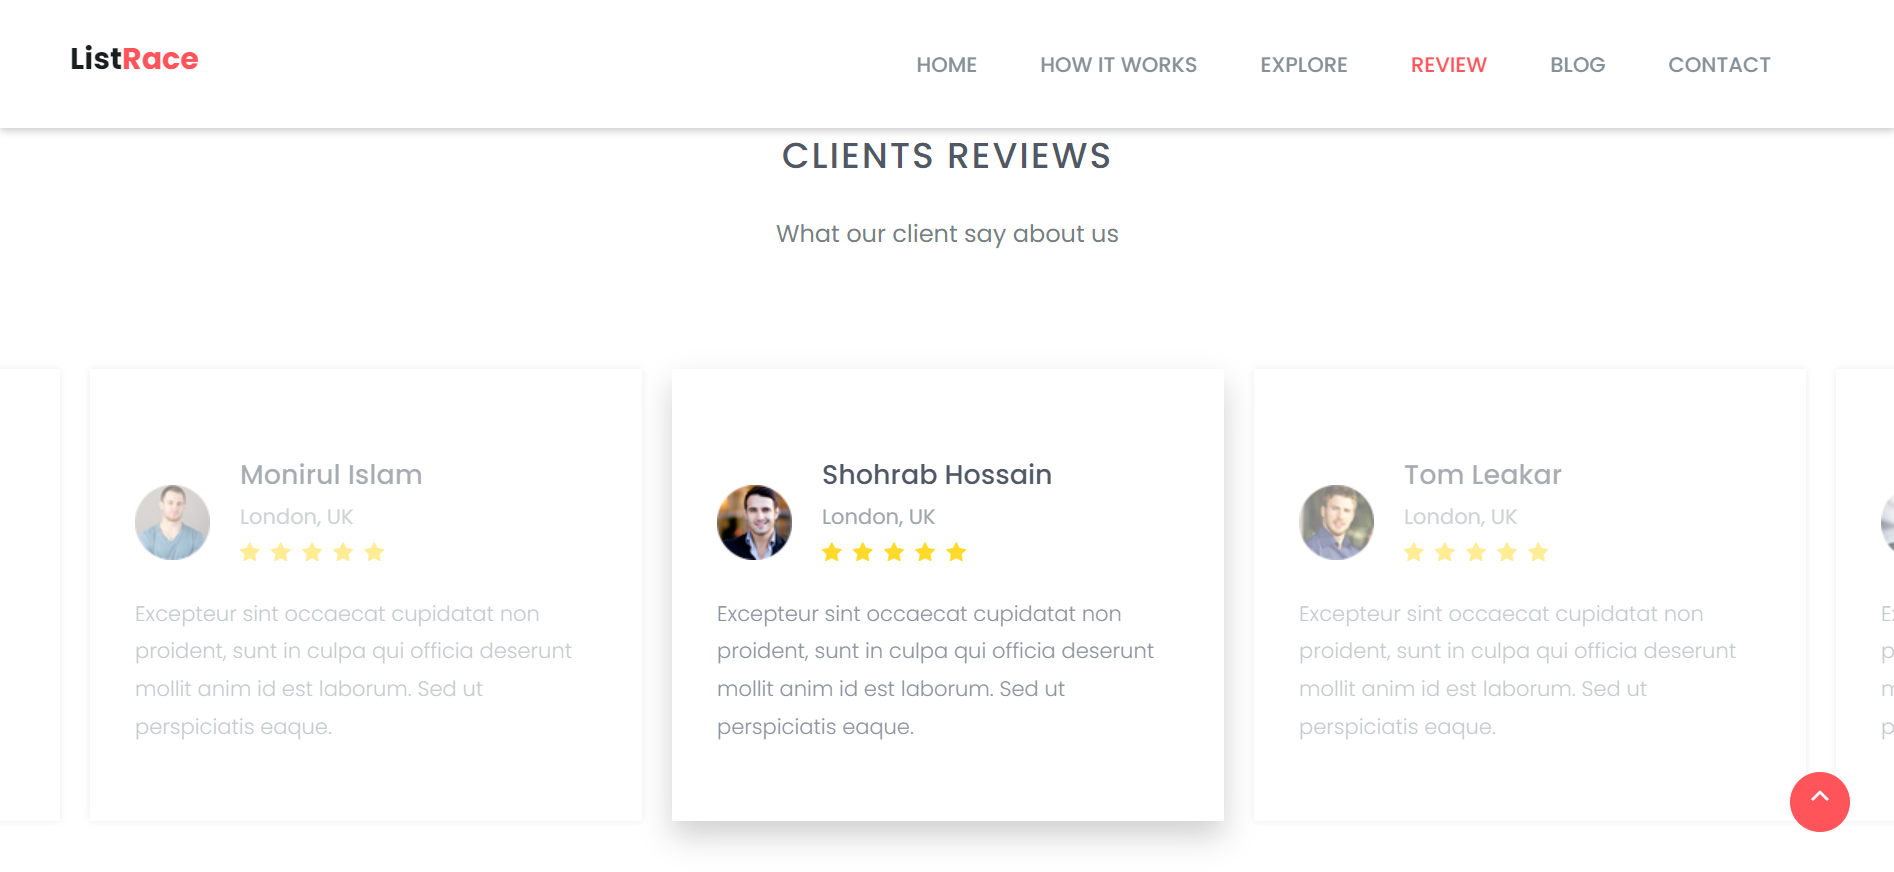 ListRace
HOME HOW IT WORKS EXPLORE REVIEW BLOG CONTACT
CLIENTS REVIEWS
What our client say about us
Monirul Islam
London, UK
Excepteur sint occaecat cupidatat non
proident, sunt in culpa qui officia deserunt
mollit anim id est laborum. Sed ut
perspiciatis eaque.
Shohrab Hossain
London, UK
Excepteur sint occaecat cupidatat non
proident, sunt in culpa qui officia deserunt
mollit anim id est laborum. Sed ut
perspiciatis eaque.
Tom Leakar
London, UK
Excepteur sint occaecat cupidatat non
proident, sunt in culpa qui officia deserunt
mollit anim id est laborum. Sed ut
perspiciatis eaque.